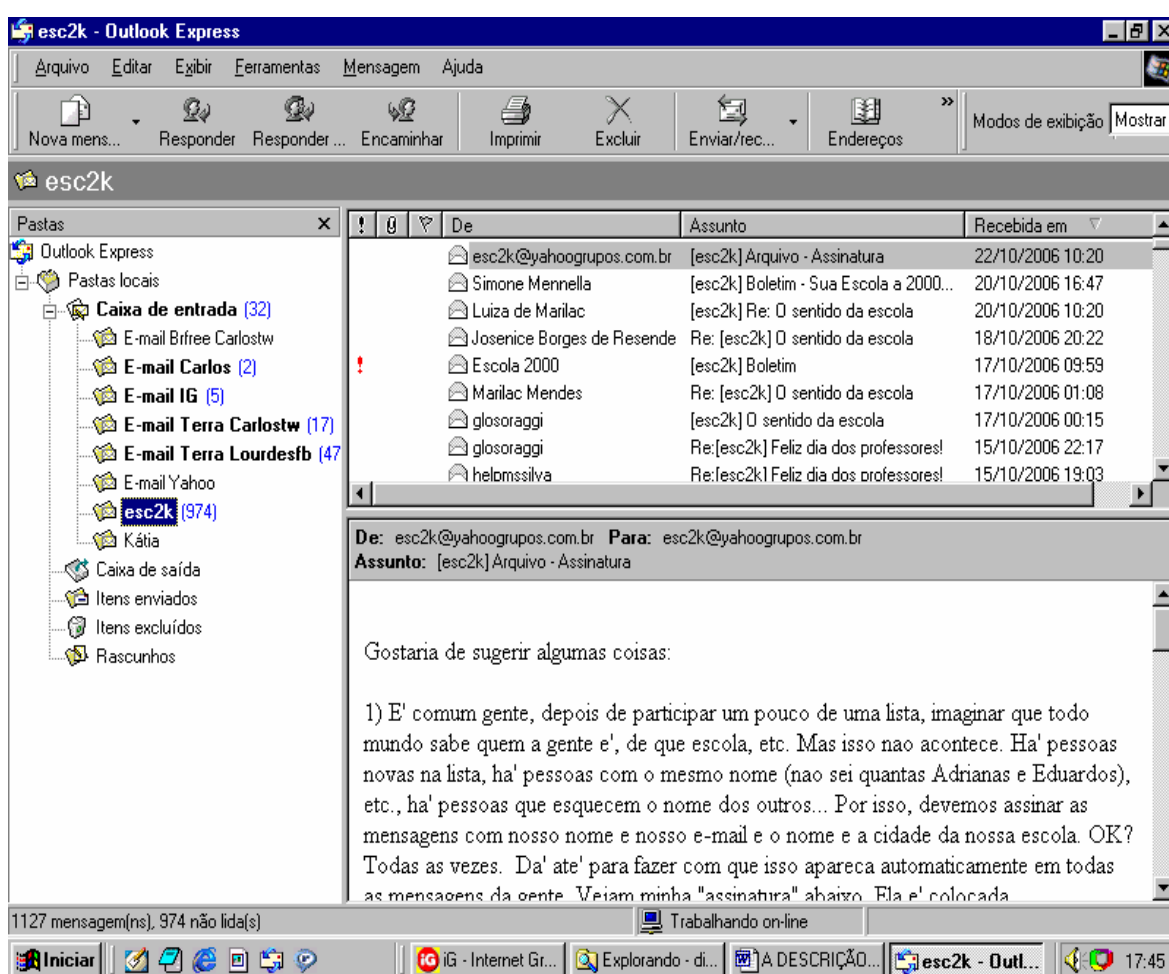 esc2k - Outlook Express
Arquivo Editar Exibir Ferramentas Mensagem Ajuda
Nova mens... Responder Responder ... Encaminhar Imprimir Excluir Enviar/rec... Endereços » Modos de exibição Mostrar
esc2k
Pastas
Outlook Express
Pastas locais
Caixa de entrada (32)
E-mail Brfree Carlostw
E-mail Carlos (2)
E-mail IG (5)
E-mail Terra Carlostw (17)
E-mail Terra Lourdesfb (47
E-mail Yahoo
esc2k (974)
Kátia
Caixa de saída
Itens enviados
Itens excluídos
Rascunhos
! De Assunto Recebida em
esc2k@yahoogrupos.com.br [esc2k] Arquivo - Assinatura 22/10/2006 10:20
Simone Mennella [esc2k] Boletim - Sua Escola a 2000... 20/10/2006 16:47
Luiza de Marilac [esc2k] Re: O sentido da escola 20/10/2006 10:20
Josenice Borges de Resende Re: [esc2k] O sentido da escola 18/10/2006 20:22
! Escola 2000 [esc2k] Boletim 17/10/2006 09:59
Marilac Mendes Re: [esc2k] O sentido da escola 17/10/2006 01:08
glosoraggi [esc2k] O sentido da escola 17/10/2006 00:15
glosoraggi Re:[esc2k] Feliz dia dos professores! 15/10/2006 22:17
helpmssilva Re:[esc2k] Feliz dia dos professores! 15/10/2006 19:03
De: esc2k@yahoogrupos.com.br Para: esc2k@yahoogrupos.com.br
Assunto: [esc2k] Arquivo - Assinatura
Gostaria de sugerir algumas coisas:
1) E' comum gente, depois de participar um pouco de uma lista, imaginar que todo
mundo sabe quem a gente e', de que escola, etc. Mas isso nao acontece. Ha' pessoas
novas na lista, ha' pessoas com o mesmo nome (nao sei quantas Adrianas e Eduardos),
etc., ha' pessoas que esquecem o nome dos outros... Por isso, devemos assinar as
mensagens com nosso nome e nosso e-mail e o nome e a cidade da nossa escola. OK?
Todas as vezes. Da' ate' para fazer com que isso apareca automaticamente em todas
as mensagens da gente. Vejam minha "assinatura" abaixo. Ela e' colocada
1127 mensagem(ns), 974 não lida(s) Trabalhando on-line
Iniciar iG - Internet Gr... Explorando - di... A DESCRIÇÃO... esc2k - Outl... 17:45